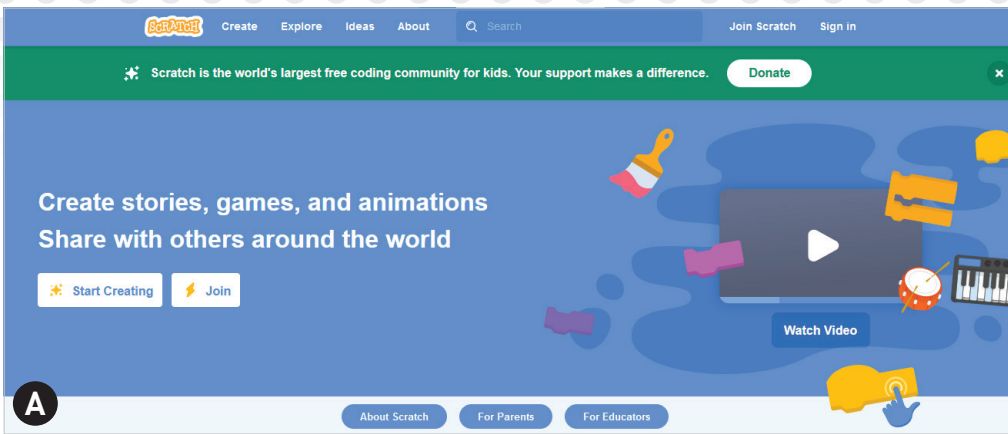 SCRATCH Create Explore Ideas About Search Join Scratch Sign in
Scratch is the world's largest free coding community for kids. Your support makes a difference. Donate
Create stories, games, and animations
Share with others around the world
Start Creating Join
Watch Video
A
About Scratch For Parents For Educators